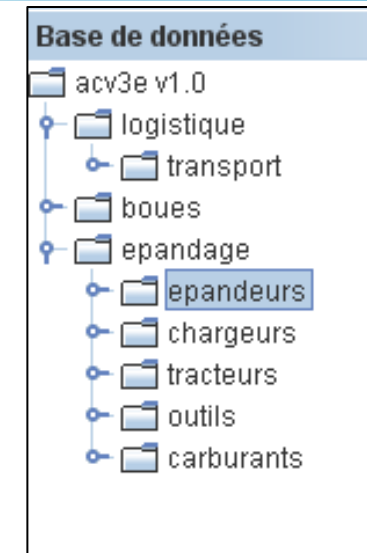 Base de données
acv3e v1.0
logistique
transport
boues
epandage
epandeurs
chargeurs
tracteurs
outils
carburants